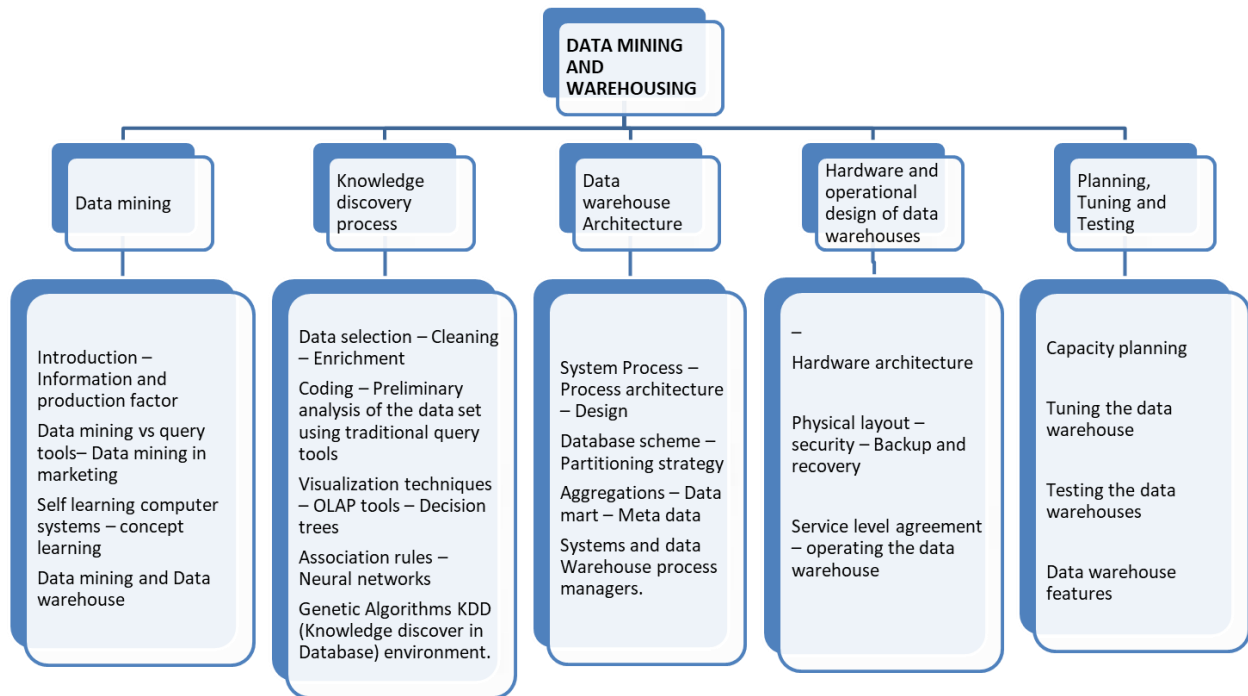 DATA MINING
AND
WAREHOUSING
Data mining
Knowledge
discovery
process
Data
warehouse
Architecture
Hardware and
operational
design of data
warehouses
Planning,
Tuning and
Testing
Introduction –
Information and
production factor
Data mining vs query
tools– Data mining in
marketing
Self learning computer
systems – concept
learning
Data mining and Data
warehouse
Data selection – Cleaning
– Enrichment
Coding – Preliminary
analysis of the data set
using traditional query
tools
Visualization techniques
– OLAP tools – Decision
trees
Association rules –
Neural networks
Genetic Algorithms KDD
(Knowledge discover in
Database) environment.
System Process –
Process architecture
– Design
Database scheme –
Partitioning strategy
Aggregations – Data
mart – Meta data
Systems and data
Warehouse process
managers.
–
Hardware architecture
Physical layout –
security – Backup and
recovery
Service level agreement
– operating the data
warehouse
Capacity planning
Tuning the data
warehouse
Testing the data
warehouses
Data warehouse
features